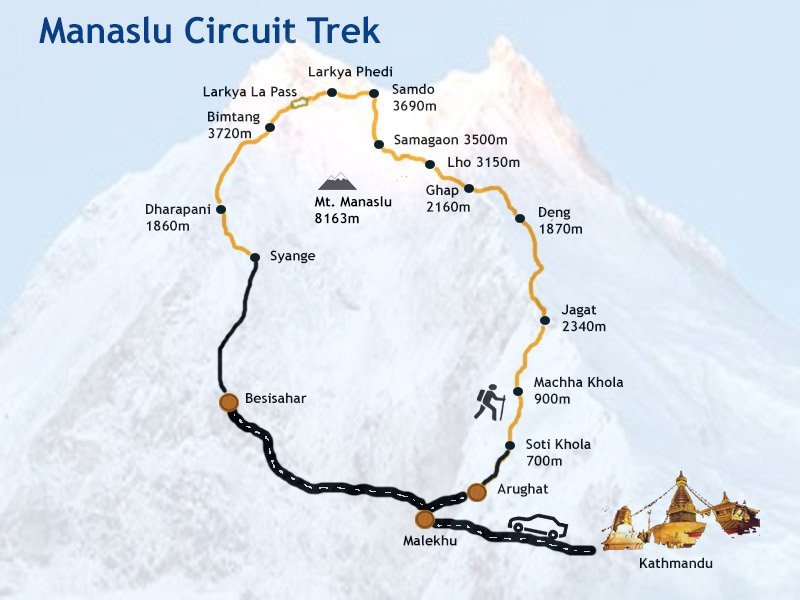 Manaslu Circuit Trek
Larkya Phedi
Larkya La Pass
Samdo
3690m
Bimtang
3720m
Samagaon 3500m
Lho 3150m
Mt. Manaslu
8163m
Ghap
2160m
Dharapani
1860m
Deng
1870m
Syange
Jagat
2340m
Machha Khola
900m
Besisahar
Soti Khola
700m
Arughat
Malekhu
Kathmandu